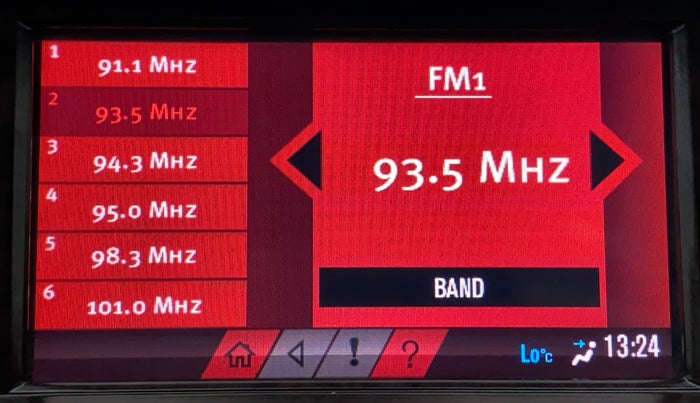 1 91.1 MHZ
2 93.5 MHZ
3 94.3 MHZ
4 95.0 MHZ
5 98.3 MHZ
6 101.0 MHZ
FM1
93.5 MHZ
BAND
! ? Lo°C 13:24